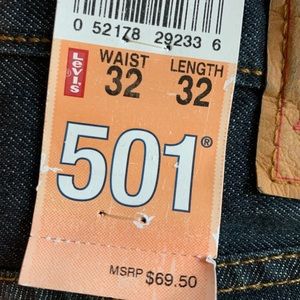 0 52178 29233 6
Levi's
WAIST LENGTH
32 32
501®
MSRP $69.50